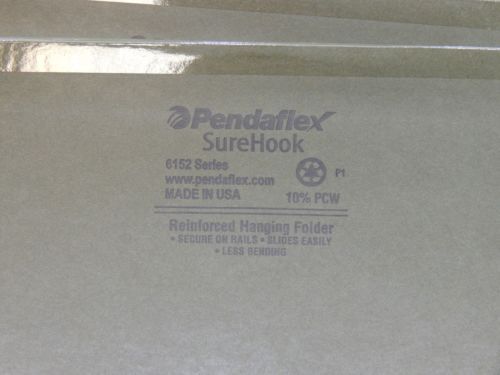 Pendaflex
SureHook
6152 Series
www.pendaflex.com
MADE IN USA
P1
10% PCW
Reinforced Hanging Folder
• SECURE ON RAILS • SLIDES EASILY
• LESS BENDING